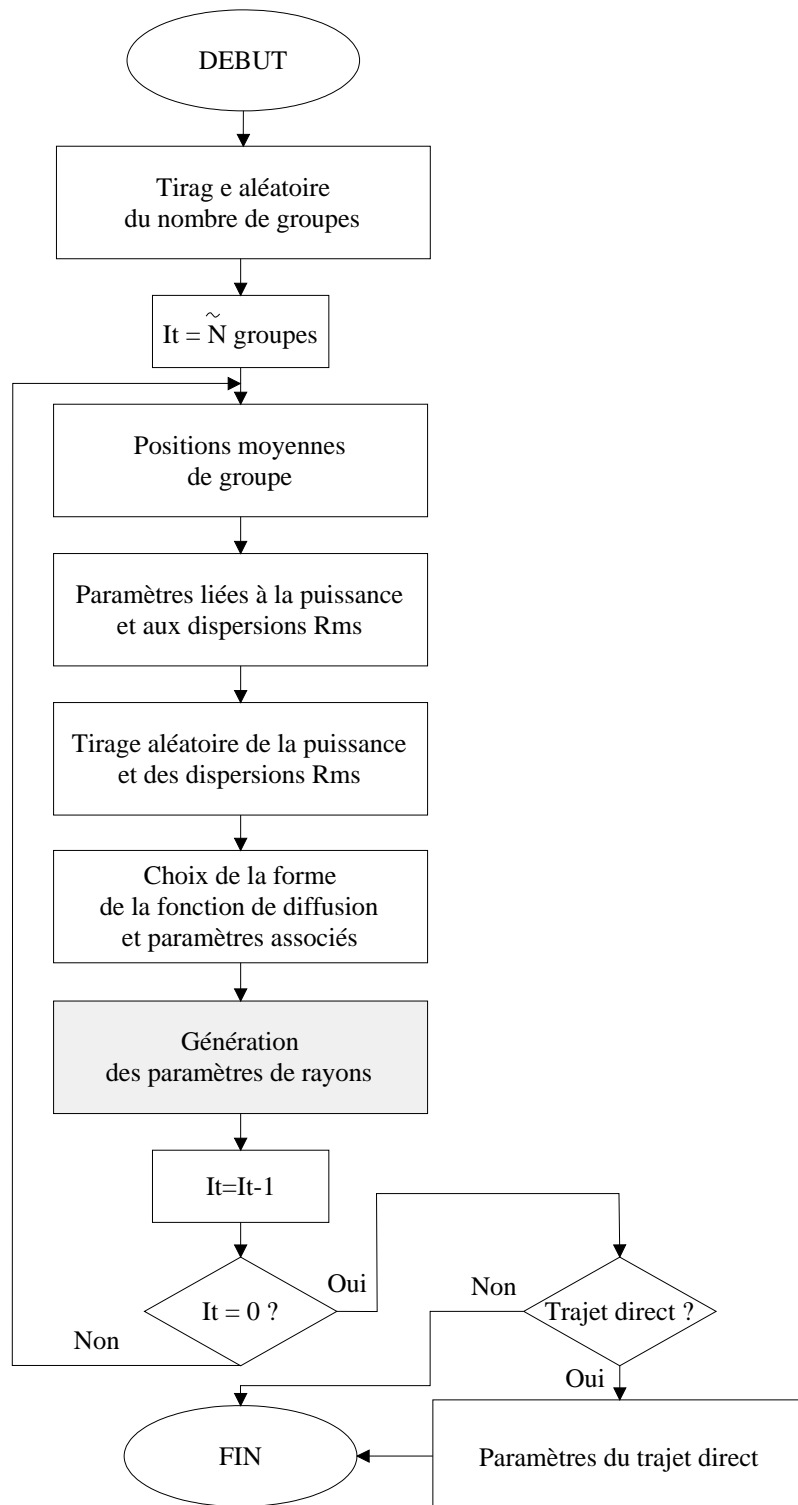 DEBUT
Tirag e aléatoire
du nombre de groupes
It = Ñ groupes
Positions moyennes
de groupe
Paramètres liées à la puissance
et aux dispersions Rms
Tirage aléatoire de la puissance
et des dispersions Rms
Choix de la forme
de la fonction de diffusion
et paramètres associés
Génération
des paramètres de rayons
It=It-1
It = 0 ?
Oui
Non
Non
Trajet direct ?
Oui
Paramètres du trajet direct
FIN